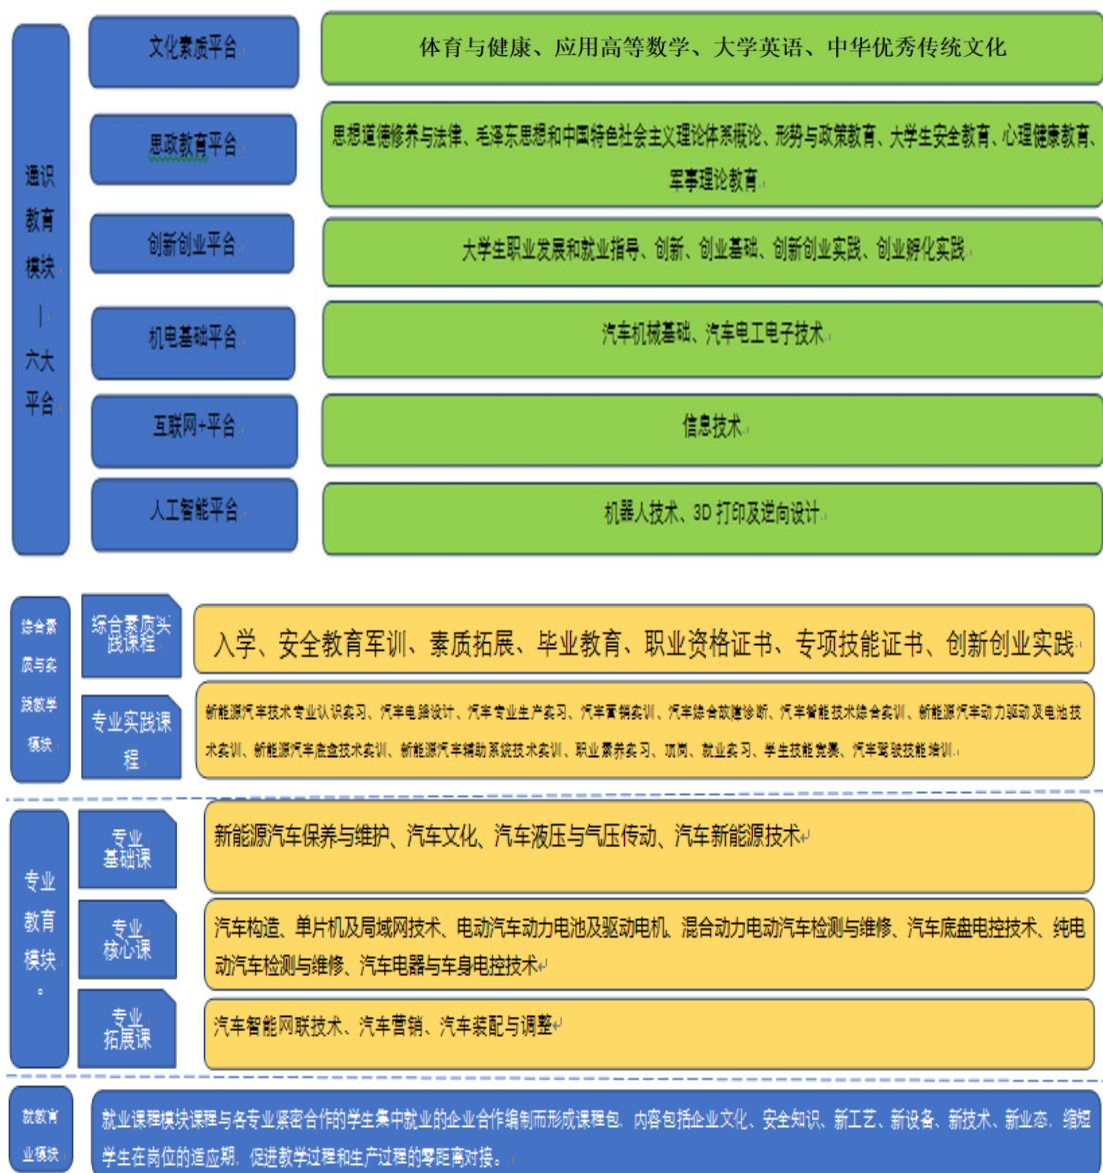 通识
教育
模块
|
六大
平台
文化素质平台
体育与健康、应用高等数学、大学英语、中华优秀传统文化
思政教育平台
思想道德修养与法律、毛泽东思想和中国特色社会主义理论体系概论、形势与政策教育、大学生安全教育、心理健康教育、
军事理论教育
创新创业平台
大学生职业发展和就业指导、创新、创业基础、创新创业实践、创业孵化实践
机电基础平台
汽车机械基础、汽车电工电子技术
互联网+平台
信息技术
人工智能平台
机器人技术、3D 打印及逆向设计
综合素
质与实
践教学
模块
综合素质实
践课程
入学、安全教育军训、素质拓展、毕业教育、职业资格证书、专项技能证书、创新创业实践
专业实践课
程
新能源汽车技术专业认识实习、汽车电路设计、汽车专业生产实习、汽车营销实训、汽车综合故障诊断、汽车智能技术综合实训、新能源汽车动力驱动及电池技
术实训、新能源汽车底盘技术实训、新能源汽车辅助系统技术实训、职业素养实习、顶岗、就业实习、学生技能竞赛、汽车驾驶技能培训
专业
教育
模块
。
专业
基础课
新能源汽车保养与维护、汽车文化、汽车液压与气压传动、汽车新能源技术
专业
核心课
汽车构造、单片机及局域网技术、电动汽车动力电池及驱动电机、混合动力电动汽车检测与维修、汽车底盘电控技术、纯电
动汽车检测与维修、汽车电器与车身电控技术
专业
拓展课
汽车智能网联技术、汽车营销、汽车装配与调整
就教育
业模块
就业课程模块课程与各专业紧密合作的学生集中就业的企业合作编制而形成课程包，内容包括企业文化、安全知识、新工艺、新设备、新技术、新业态，缩短
学生在岗位的适应期，促进教学过程和生产过程的零距离对接。